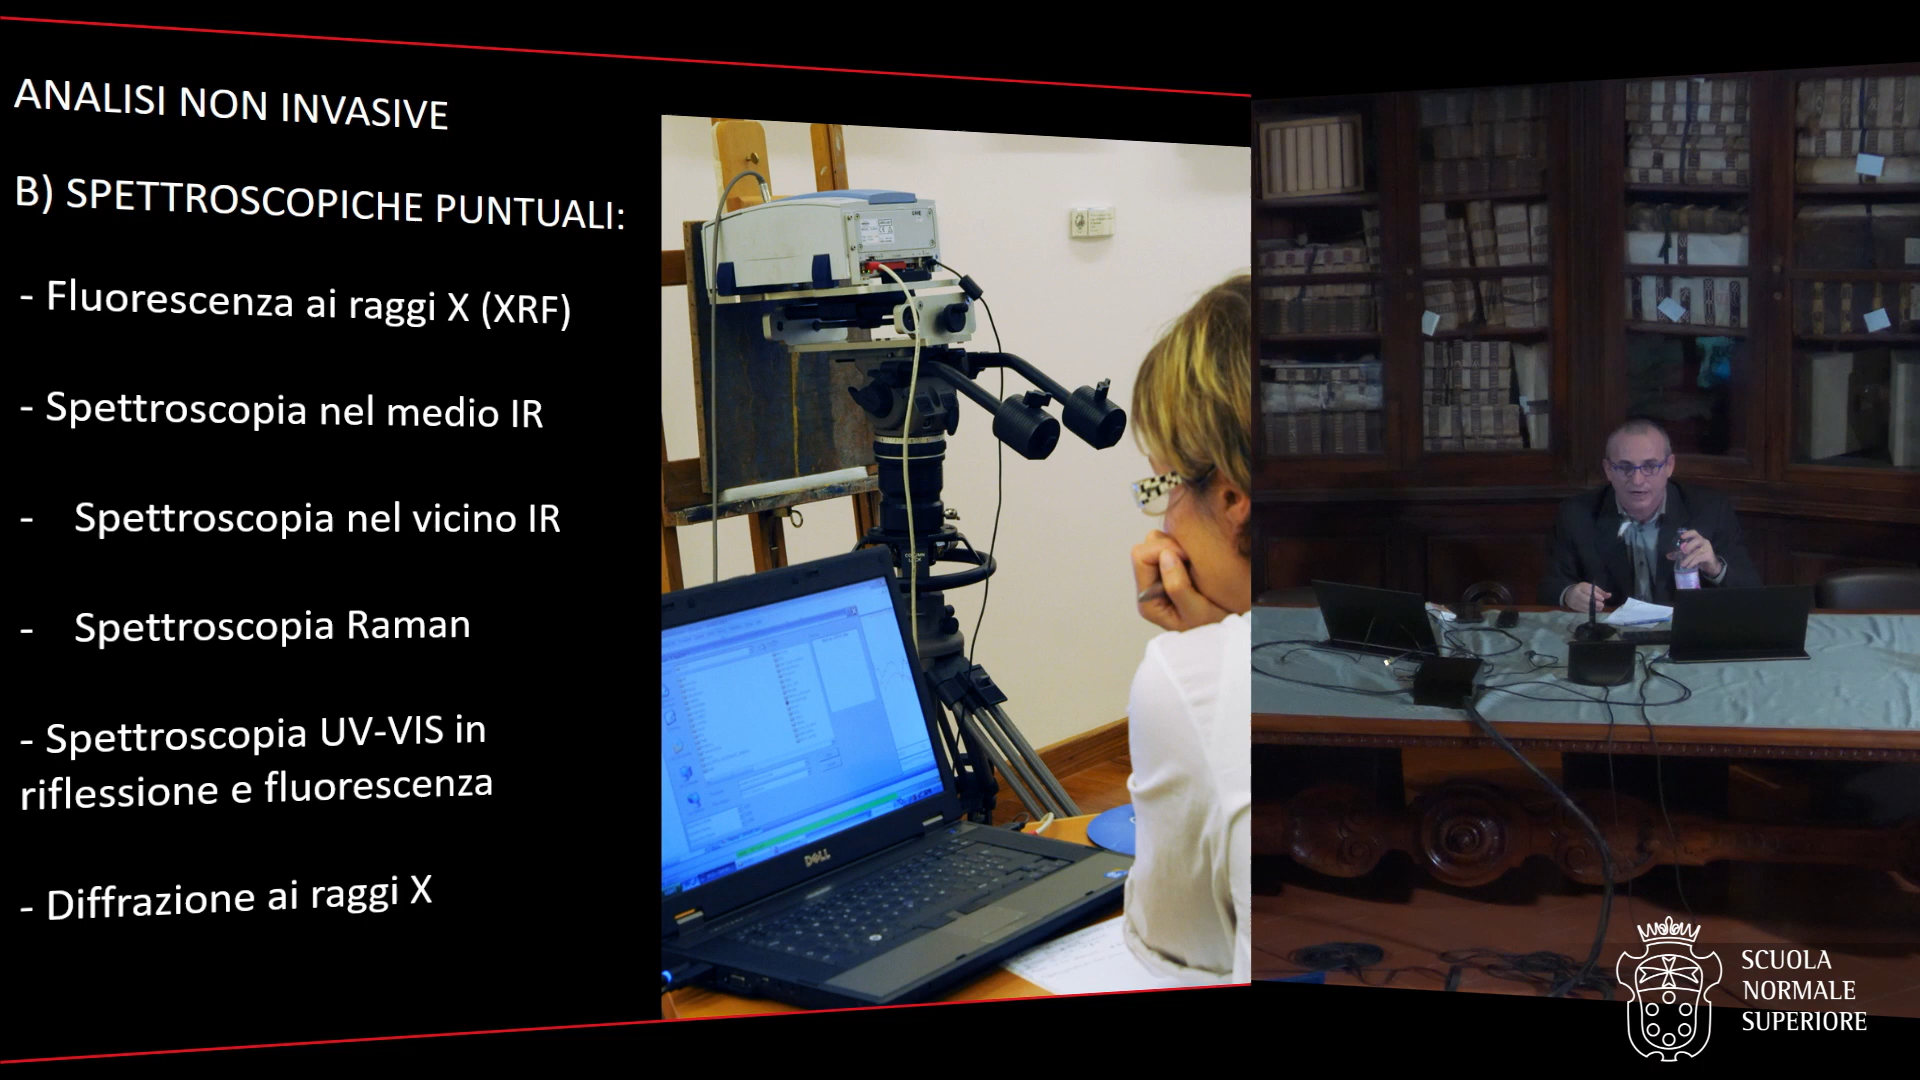 ANALISI NON INVASIVE
B) SPETTROSCOPICHE PUNTUALI:
- Fluorescenza ai raggi X (XRF)
- Spettroscopia nel medio IR
- Spettroscopia nel vicino IR
- Spettroscopia Raman
- Spettroscopia UV-VIS in
riflessione e fluorescenza
- Diffrazione ai raggi X
DELL
SCUOLA
NORMALE
SUPERIORE